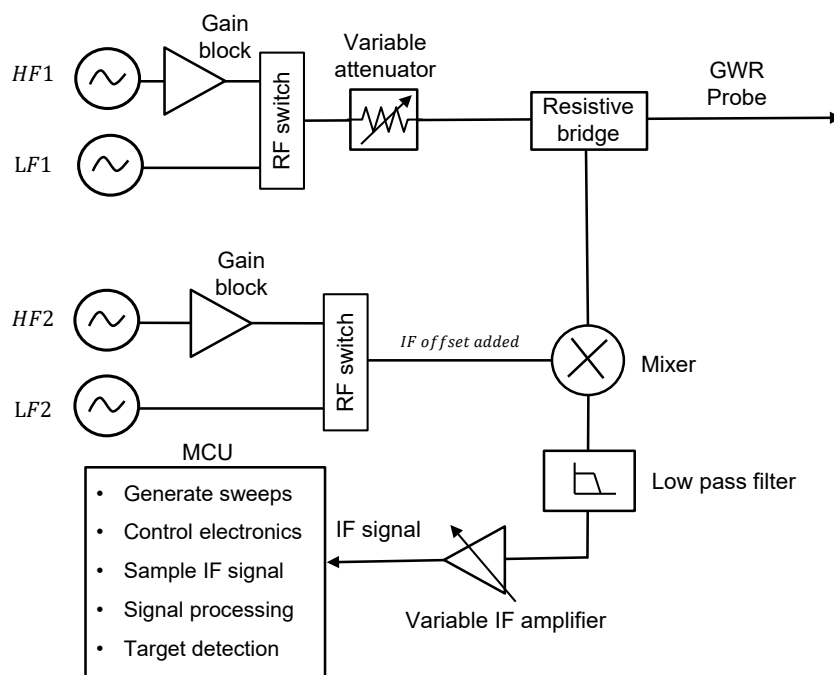 Gain
block
HF1
LF1
RF switch
Variable
attenuator
Resistive
bridge
GWR
Probe
Gain
block
HF2
LF2
RF switch
IF offset added
Mixer
MCU
• Generate sweeps
• Control electronics
• Sample IF signal
• Signal processing
• Target detection
IF signal
Low pass filter
Variable IF amplifier